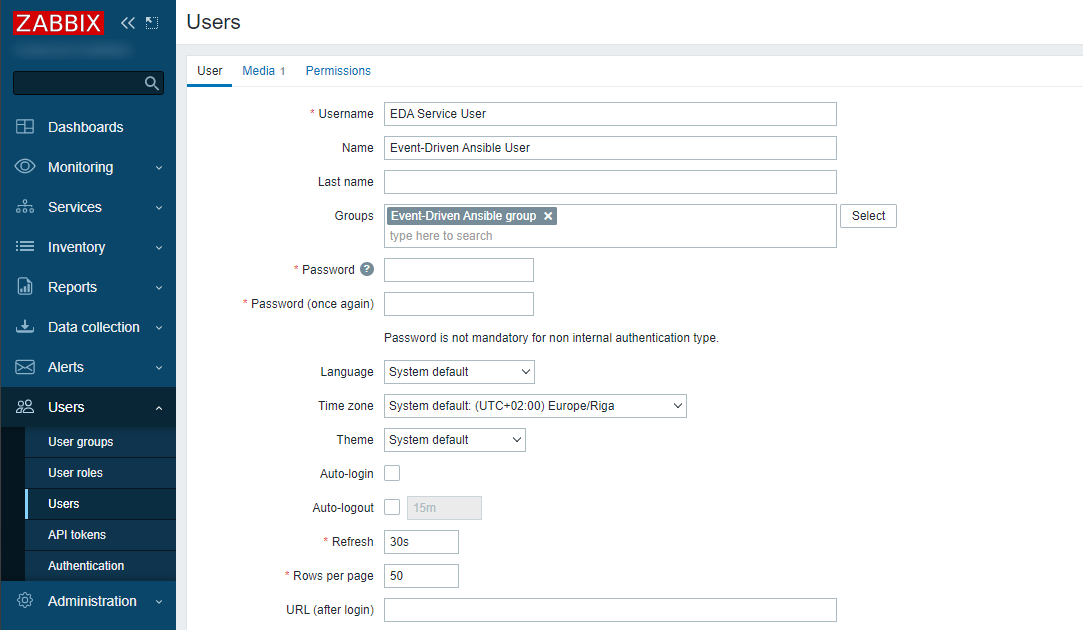 ZABBIX
Dashboards
Monitoring
Services
Inventory
Reports
Data collection
Alerts
Users
User groups
User roles
Users
API tokens
Authentication
Administration
Users
User Media 1 Permissions
* Username EDA Service User
Name Event-Driven Ansible User
Last name
Groups Event-Driven Ansible group ×
type here to search
Select
* Password ?
* Password (once again)
Password is not mandatory for non internal authentication type.
Language System default
Time zone System default: (UTC+02:00) Europe/Riga
Theme System default
Auto-login
Auto-logout 15m
* Refresh 30s
* Rows per page 50
URL (after login)